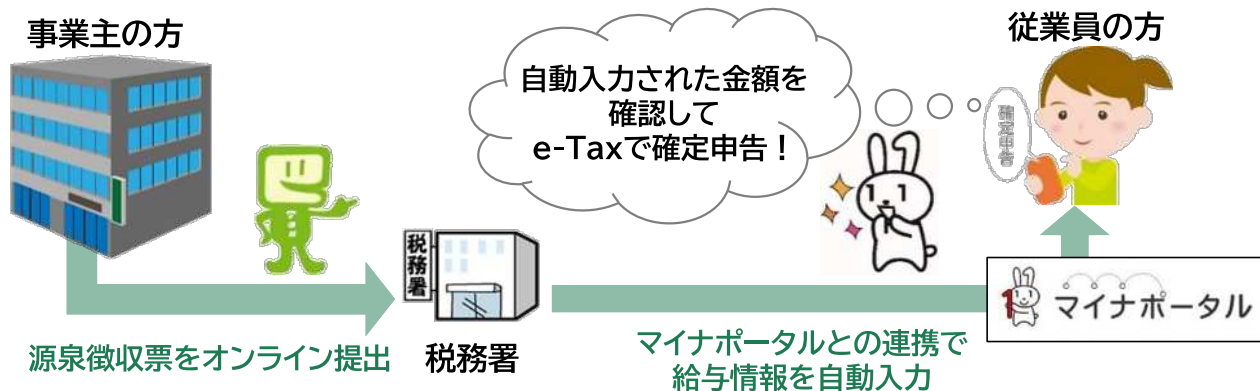 事業主の方
従業員の方
自動入力された金額を
確認して
e-Taxで確定申告！
確定申告
税務署
1 マイナポータル
源泉徴収票をオンライン提出
税務署
マイナポータルとの連携で
給与情報を自動入力